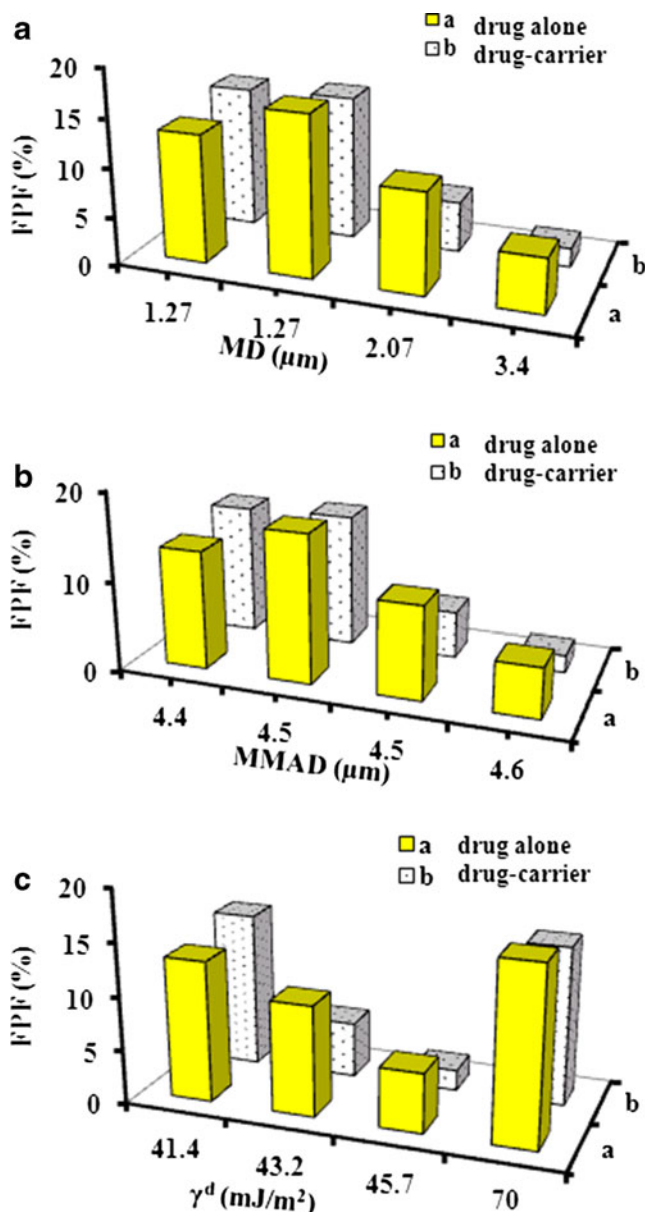 a
a drug alone
b drug-carrier
20
15
10
5
0
FPF (%)
1.27
1.27
2.07
3.4
MD (μm)
b
a
b
a drug alone
b drug-carrier
20
10
0
FPF (%)
4.4
4.5
4.5
4.6
MMAD (μm)
b
a
c
a drug alone
b drug-carrier
20
15
10
5
0
FPF (%)
41.4
43.2
45.7
70
γᵈ (mJ/m²)
b
a